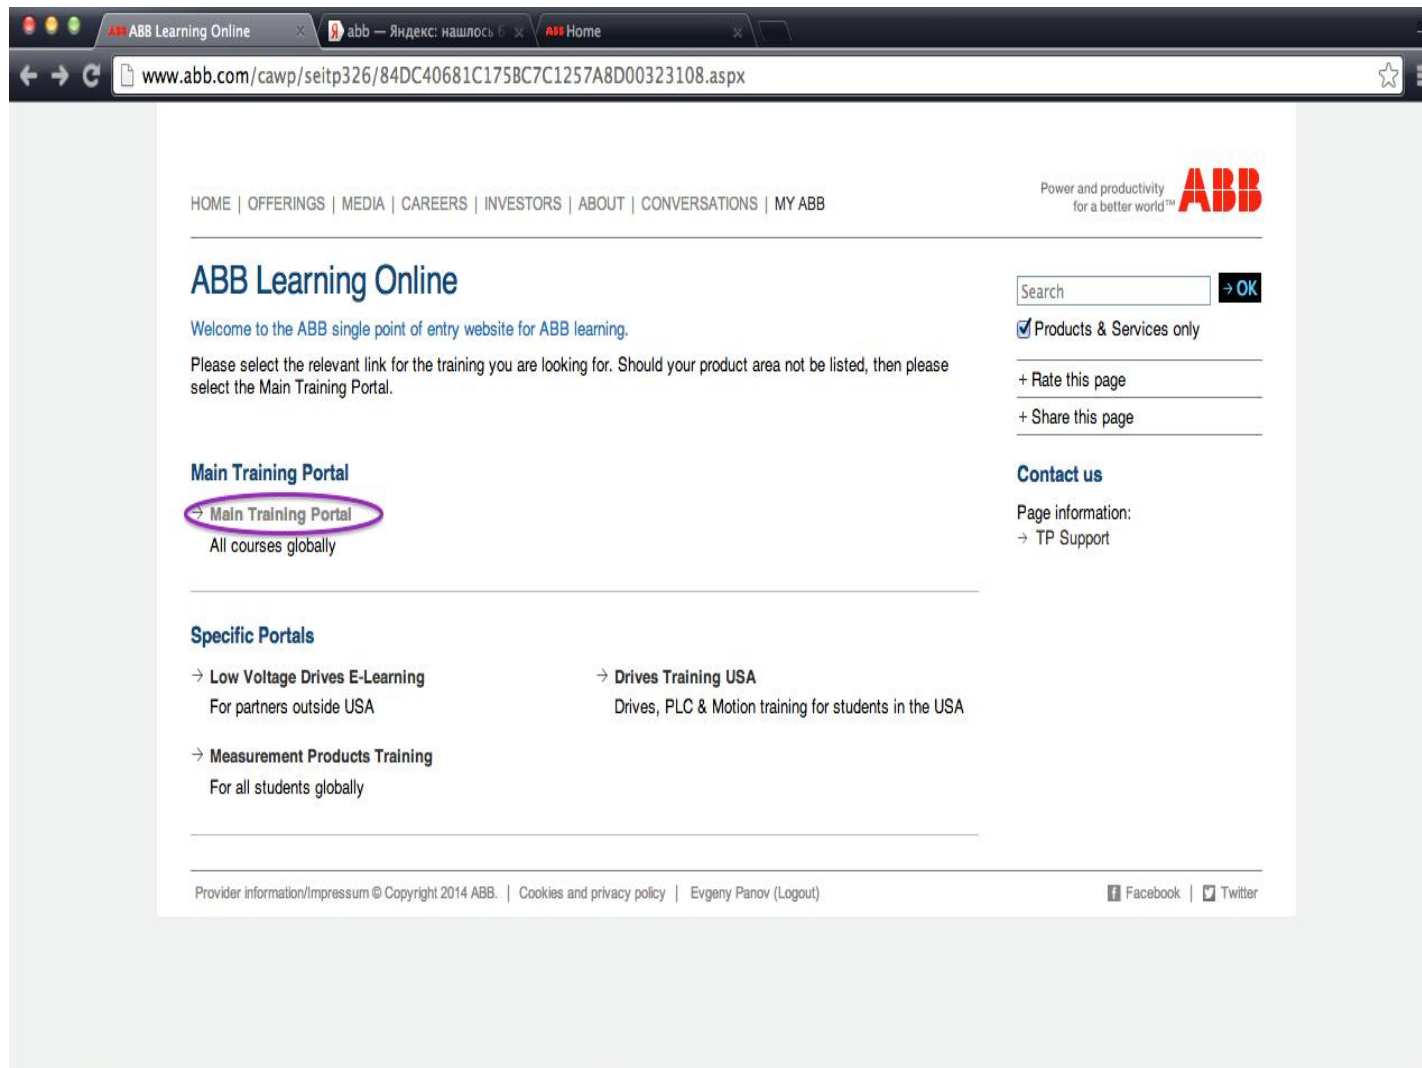 ABB ABB Learning Online
Я abb — Яндекс: нашлось
ABB Home
www.abb.com/cawp/seitp326/84DC40681C175BC7C1257A8D00323108.aspx
HOME | OFFERINGS | MEDIA | CAREERS | INVESTORS | ABOUT | CONVERSATIONS | MY ABB
Power and productivity
for a better world™
ABB
ABB Learning Online
Welcome to the ABB single point of entry website for ABB learning.
Please select the relevant link for the training you are looking for. Should your product area not be listed, then please
select the Main Training Portal.
Search
→ OK
Products & Services only
+ Rate this page
+ Share this page
Main Training Portal
→ Main Training Portal
All courses globally
Contact us
Page information:
→ TP Support
Specific Portals
→ Low Voltage Drives E-Learning
For partners outside USA
→ Drives Training USA
Drives, PLC & Motion training for students in the USA
→ Measurement Products Training
For all students globally
Provider information/Impressum © Copyright 2014 ABB. | Cookies and privacy policy | Evgeny Panov (Logout)
Facebook | Twitter